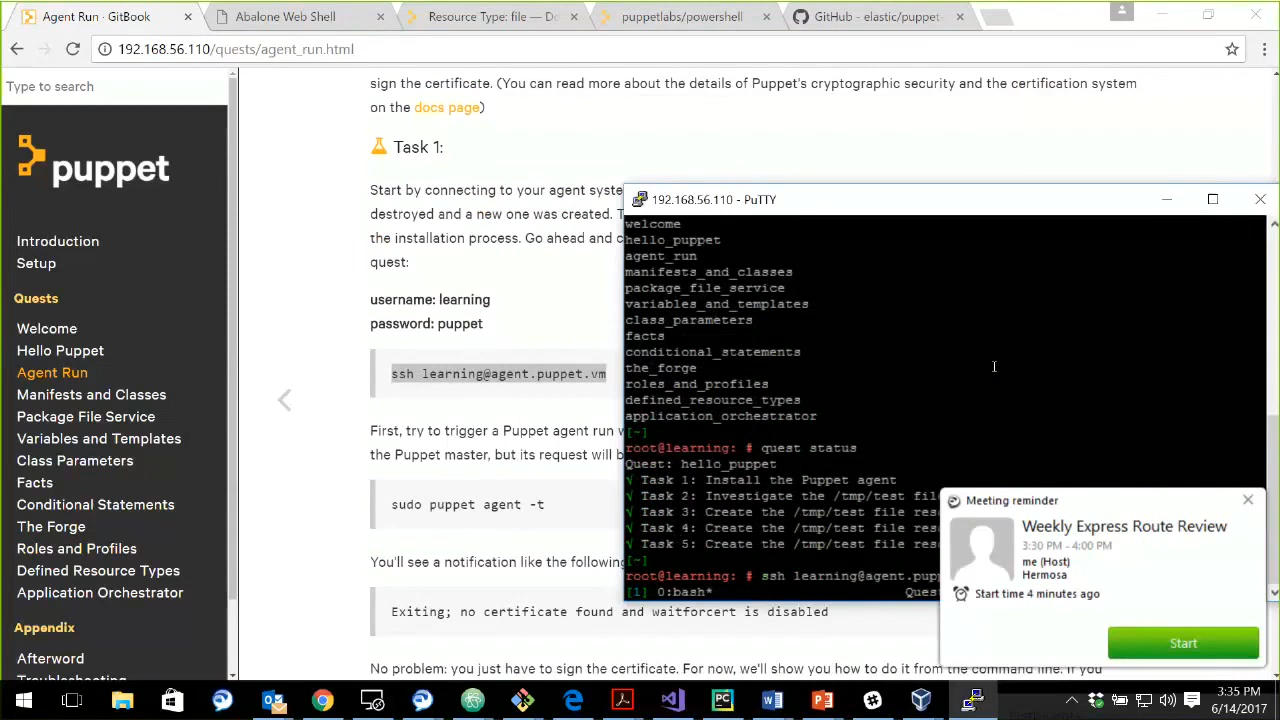 Agent Run - GitBook
Abalone Web Shell
Resource Type: file — Do
puppetlabs/powershell
GitHub - elastic/puppet-
192.168.56.110/quests/agent_run.html
Type to search
puppet
Introduction
Setup
Quests
Welcome
Hello Puppet
Agent Run
Manifests and Classes
Package File Service
Variables and Templates
Class Parameters
Facts
Conditional Statements
The Forge
Roles and Profiles
Defined Resource Types
Application Orchestrator
Appendix
Afterword
sign the certificate. (You can read more about the details of Puppet's cryptographic security and the certification system
on the docs page)
Task 1:
Start by connecting to your agent syste
destroyed and a new one was created. T
the installation process. Go ahead and c
quest:
username: learning
password: puppet
ssh learning@agent.puppet.vm
First, try to trigger a Puppet agent run w
the Puppet master, but its request will b
sudo puppet agent -t
You'll see a notification like the following
Exiting; no certificate found and waitforcert is disabled
No problem: you just have to sign the certificate. For now, we'll show you how to do it from the command line. If you
192.168.56.110 - PuTTY
welcome
hello_puppet
agent_run
manifests_and_classes
package_file_service
variables_and_templates
class_parameters
facts
conditional_statements
the_forge
roles_and_profiles
defined_resource_types
application_orchestrator
[~]
root@learning: # quest status
Quest: hello_puppet
√ Task 1: Install the Puppet agent
√ Task 2: Investigate the /tmp/test fil
√ Task 3: Create the /tmp/test file res
√ Task 4: Create the /tmp/test file res
√ Task 5: Create the /tmp/test file res
[~]
root@learning: # ssh learning@agent.pupp
[1] 0:bash* Quest
Meeting reminder
Weekly Express Route Review
3:30 PM - 4:00 PM
me (Host)
Hermosa
Start time 4 minutes ago
Start
3:35 PM
6/14/2017